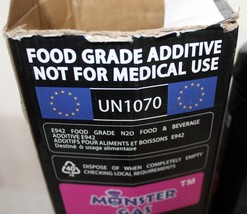 FOOD GRADE ADDITIVE
NOT FOR MEDICAL USE
UN1070
E942 FOOD GRADE N2O FOOD & BEVERAGE
ADDITIVE E942
ADDITIFS POUR ALIMENTS ET BOISSONS E942
Destiné à usage alimentaire
DISPOSE OF WHEN COMPLETELY EMPTY
CHECKING LOCAL REQUIREMENTS
TM
MONSTER
GAS